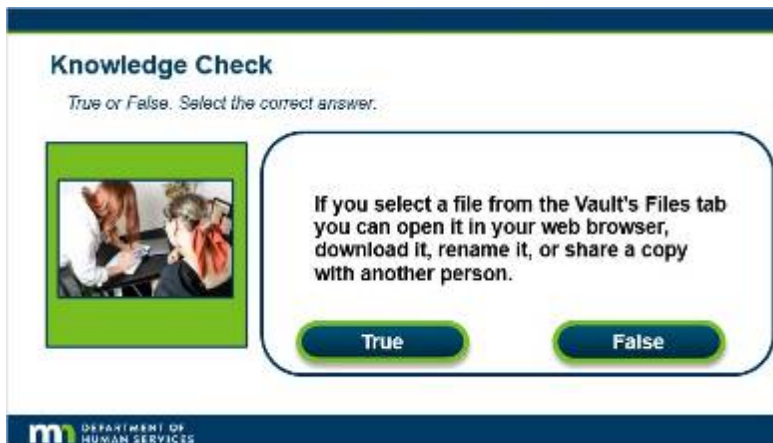 Knowledge Check
True or False. Select the correct answer.
If you select a file from the Vault's Files tab
you can open it in your web browser,
download it, rename it, or share a copy
with another person.
True
False
mn DEPARTMENT OF
HUMAN SERVICES